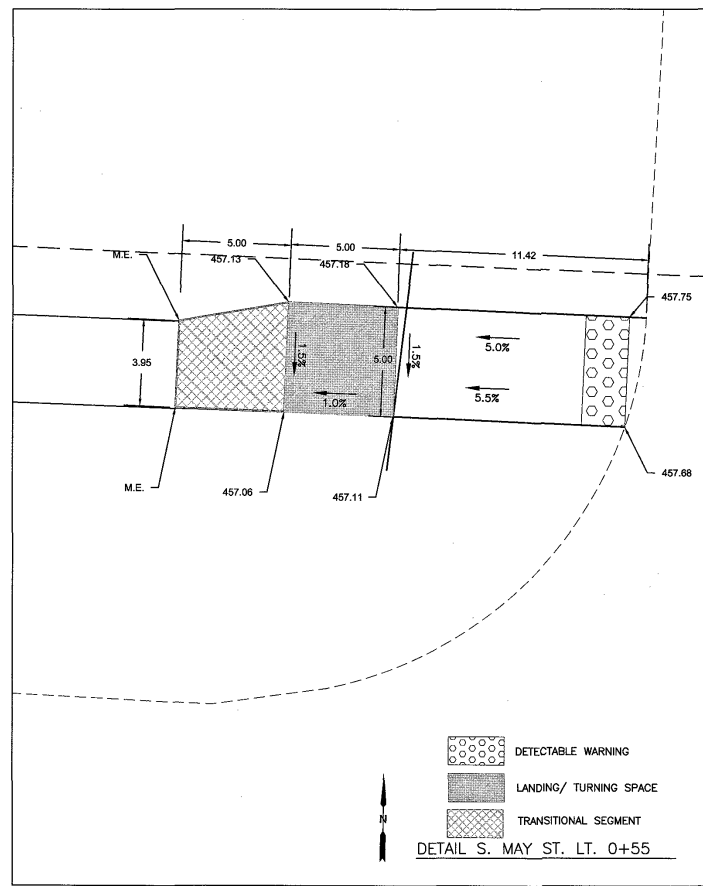 5.00
5.00
11.42
M.E.
457.13
457.18
457.75
3.95
1.5%
5.00
1.5%
5.0%
1.0%
5.5%
M.E.
457.06
457.11
457.68
DETECTABLE WARNING
LANDING/ TURNING SPACE
TRANSITIONAL SEGMENT
N
DETAIL S. MAY ST. LT. 0+55